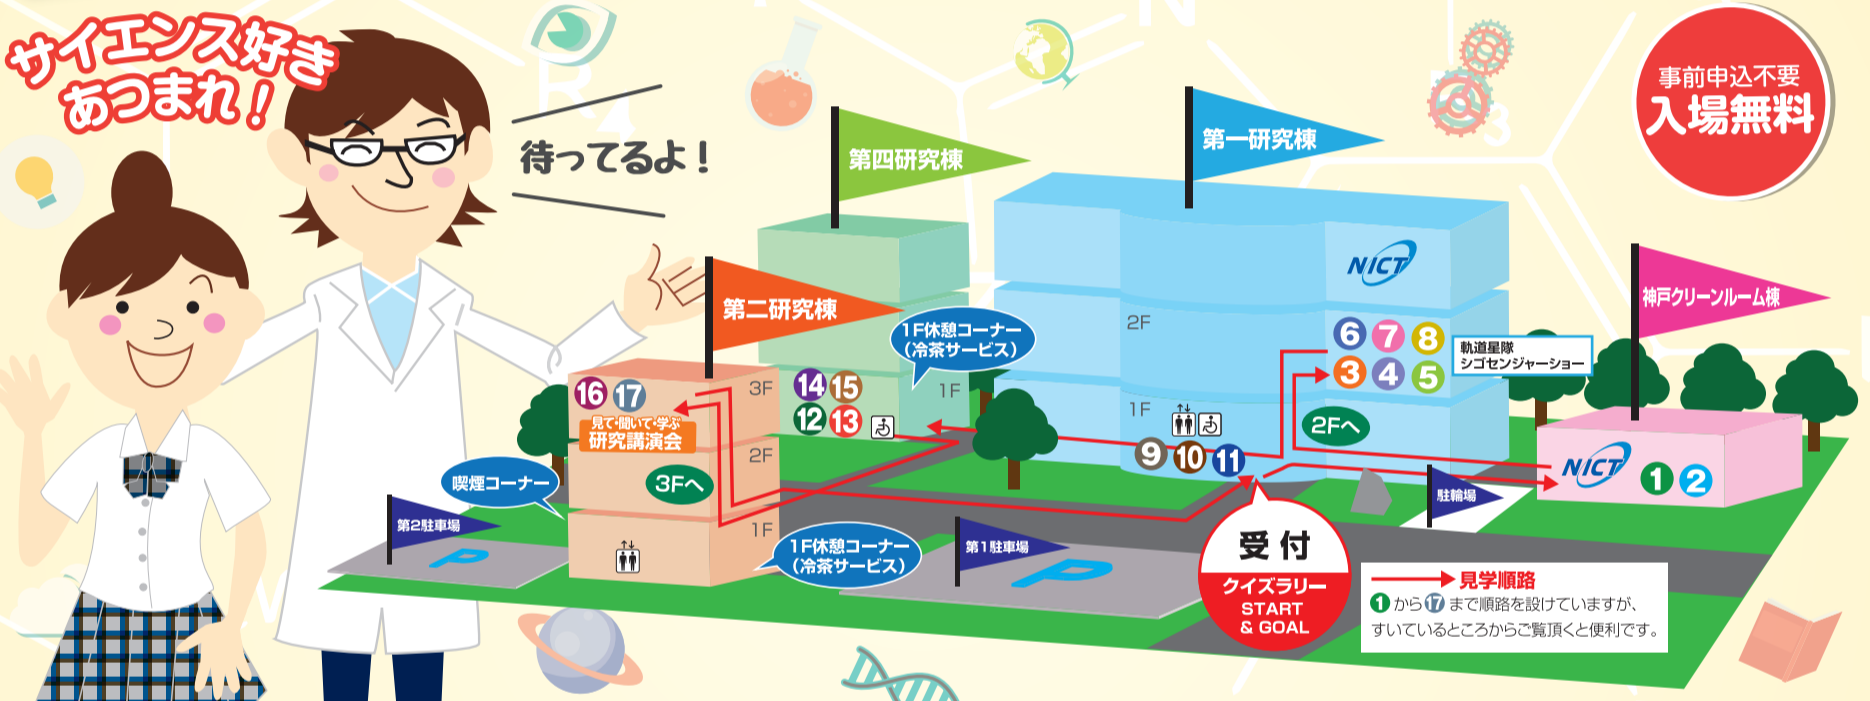 サイエンス好き
あつまれ！
待ってるよ！
事前申込不要
入場無料
第四研究棟
第一研究棟
第二研究棟
神戸クリーンルーム棟
NICT
2F
6 7 8
3 4 5
軌道星隊
シゴセンジャーショー
1F休憩コーナー
（冷茶サービス）
1F
14 15
12 13
16 17
見て・聞いて・学ぶ
研究講演会
3F
2F
1F
3Fへ
喫煙コーナー
第2駐車場
P
1F休憩コーナー
（冷茶サービス）
第1駐車場
P
1F
9 10 11
2Fへ
駐輪場
NICT
1 2
受付
クイズラリー
START
& GOAL
見学順路
1から17まで順路を設けていますが、
すいているところからご覧頂くと便利です。